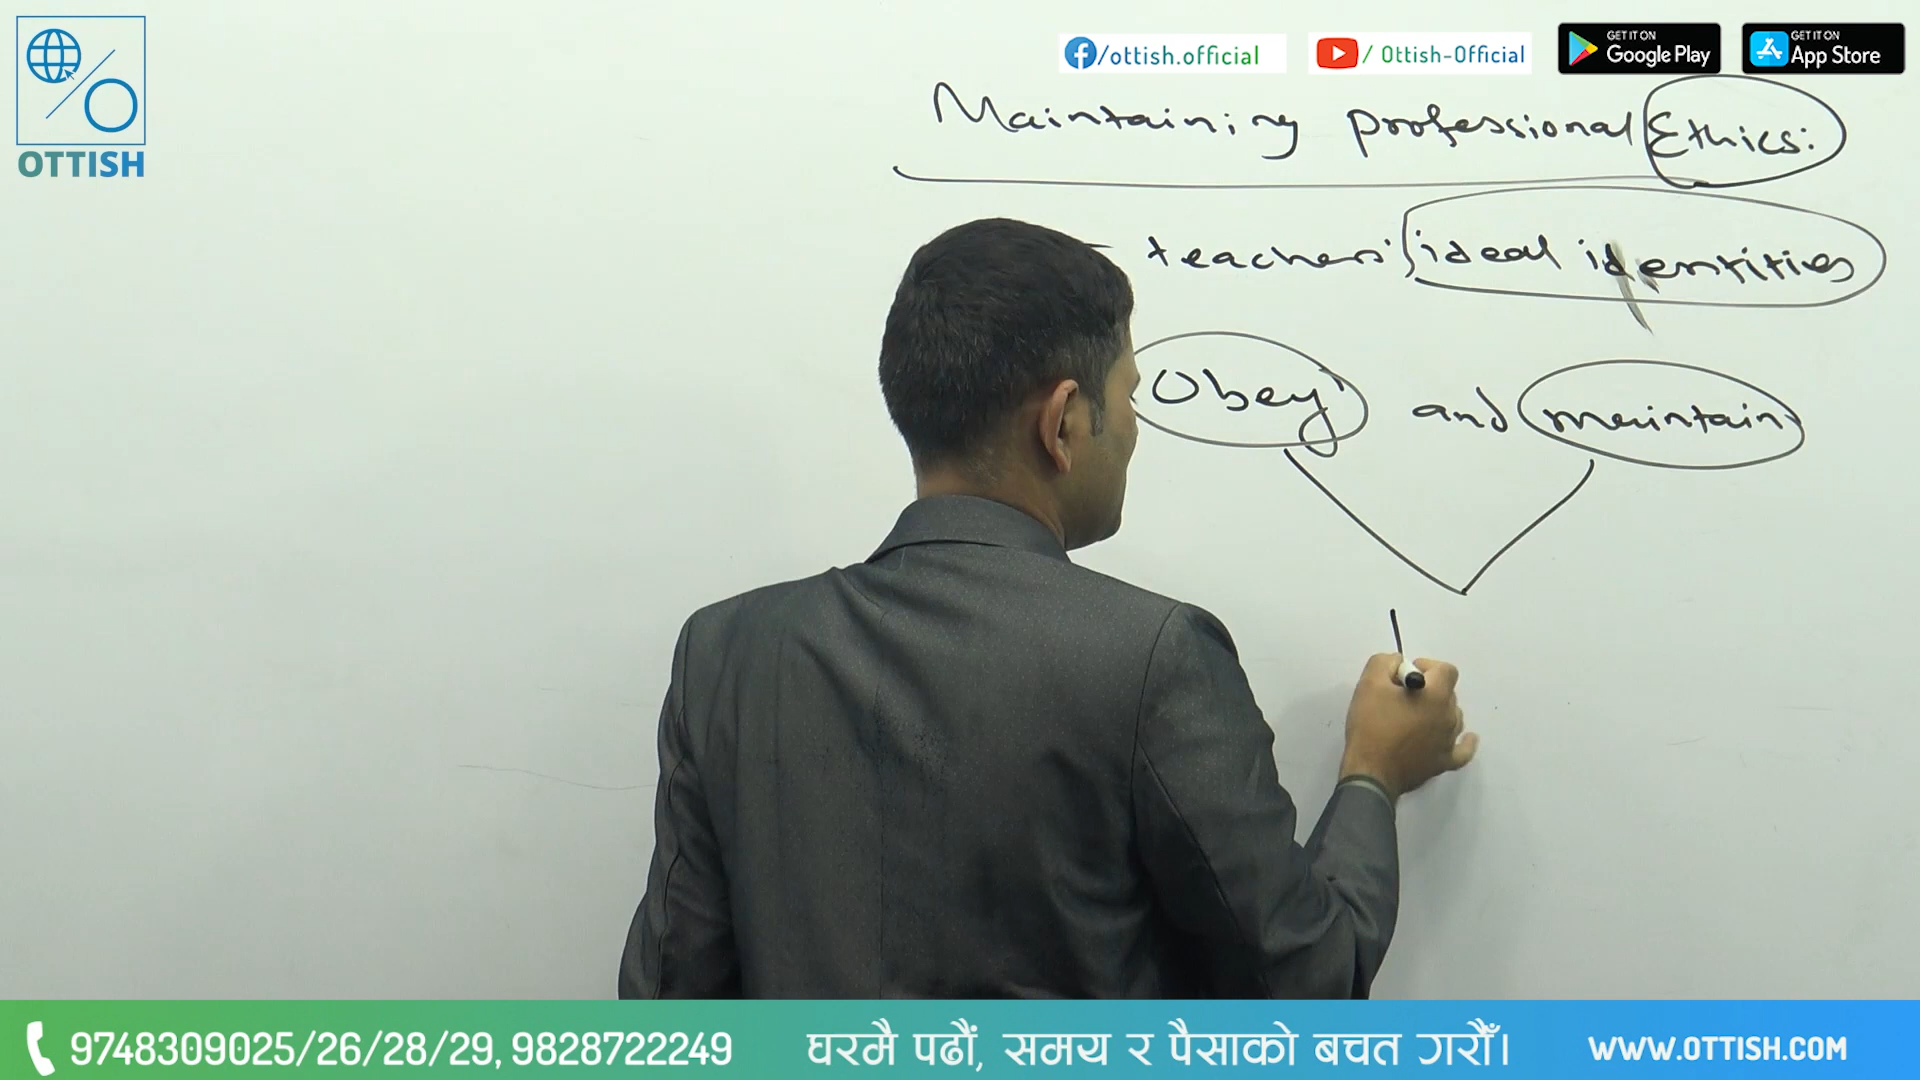 /ottish.official
/ Ottish-Official
GET IT ON
Google Play
GET IT ON
App Store
OTTISH
Maintaining professional Ethics:
teachers' ideal identities
Obey and maintain
9748309025/26/28/29, 9828722249
घरमै पढौं, समय र पैसाको बचत गरौँ।
WWW.OTTISH.COM